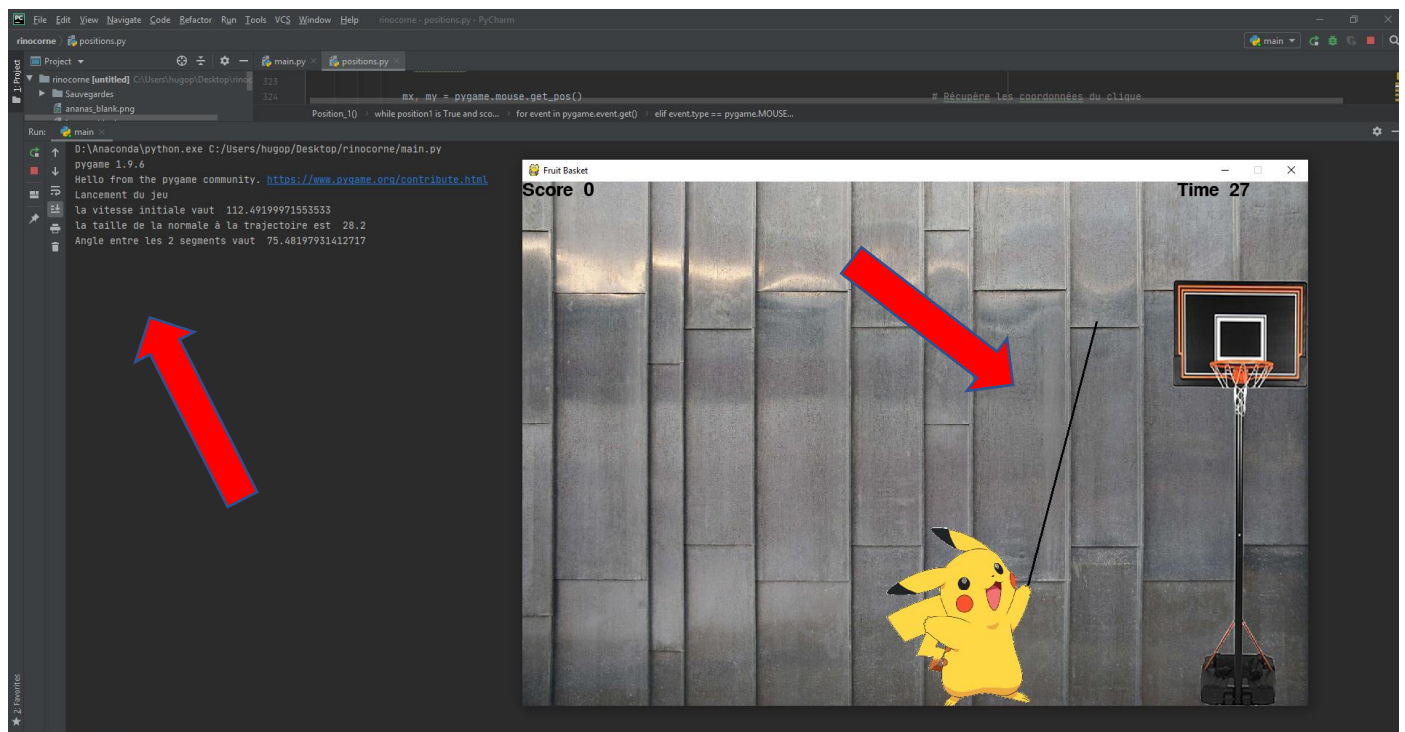 File Edit View Navigate Code Refactor Run Tools VCS Window Help rinocorne - positions.py - PyCharm
rinocorne positions.py main
1: Project
Project main.py positions.py
rinocorne [untitled] C:\Users\hugop\Desktop\rinoc 323
Sauvegardes 324 mx, my = pygame.mouse.get_pos() # Récupère les coordonnées du clique
ananas_blank.png
Position_1() while position1 is True and sco... for event in pygame.event.get() elif event.type == pygame.MOUSE...
Run: main
D:\Anaconda\python.exe C:/Users/hugop/Desktop/rinocorne/main.py
pygame 1.9.6
Hello from the pygame community. https://www.pygame.org/contribute.html
Lancement du jeu
la vitesse initiale vaut 112.49199971553533
la taille de la normale à la trajectoire est 28.2
Angle entre les 2 segments vaut 75.48197931412717
Fruit Basket
Score 0 Time 27
2: Favorites